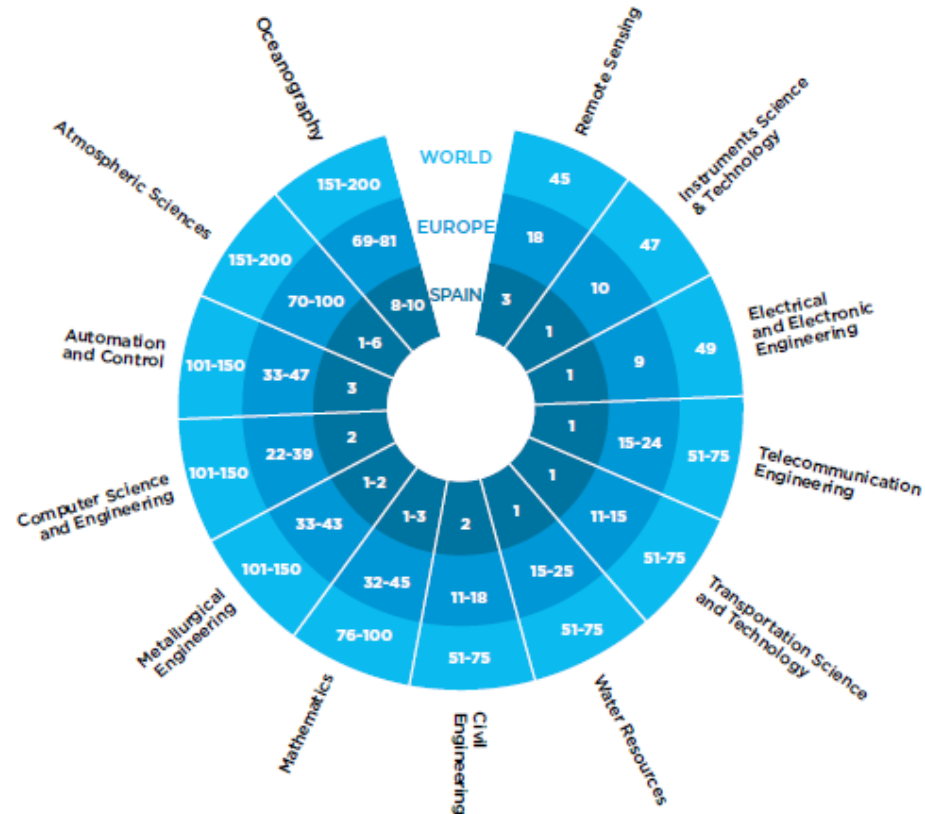 WORLD
EUROPE
SPAIN
Remote Sensing
45
18
3
Instruments Science
& Technology
47
10
1
Electrical
and Electronic
Engineering
49
9
1
Telecommunication
Engineering
51-75
15-24
1
Transportation Science
and Technology
51-75
11-15
1
Water Resources
51-75
15-25
1
Civil
Engineering
51-75
11-18
2
Mathematics
76-100
32-45
1-3
Metallurgical
Engineering
101-150
33-43
1-2
Computer Science
and Engineering
101-150
22-39
2
Automation
and Control
101-150
33-47
3
Atmospheric Sciences
151-200
70-100
1-6
Oceanography
151-200
69-81
8-10